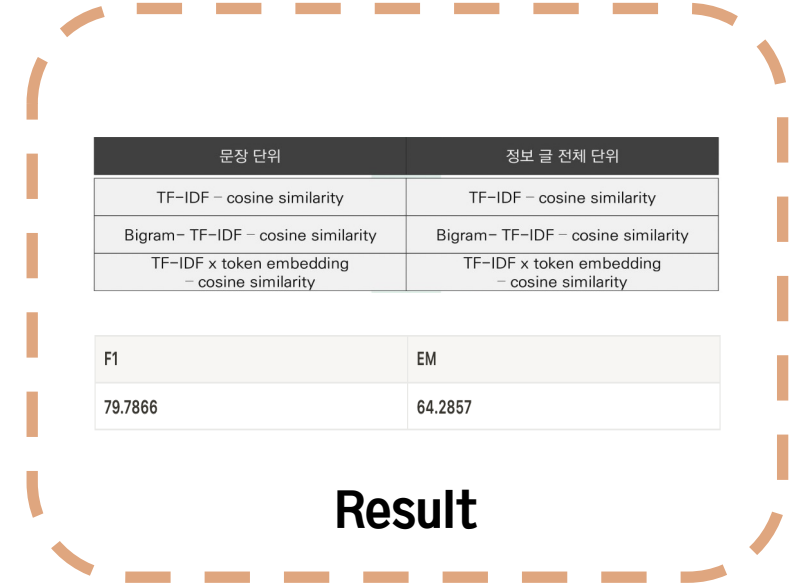 문장 단위 정보 글 전체 단위
TF-IDF - cosine similarity TF-IDF - cosine similarity
Bigram- TF-IDF - cosine similarity Bigram- TF-IDF - cosine similarity
TF-IDF x token embedding TF-IDF x token embedding
- cosine similarity - cosine similarity
F1 EM
79.7866 64.2857
Result